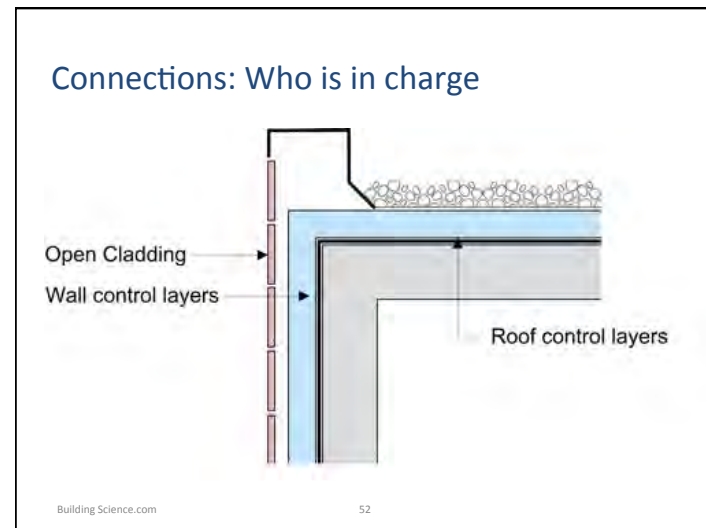 Connections: Who is in charge
Open Cladding
Wall control layers
Roof control layers
Building Science.com
52